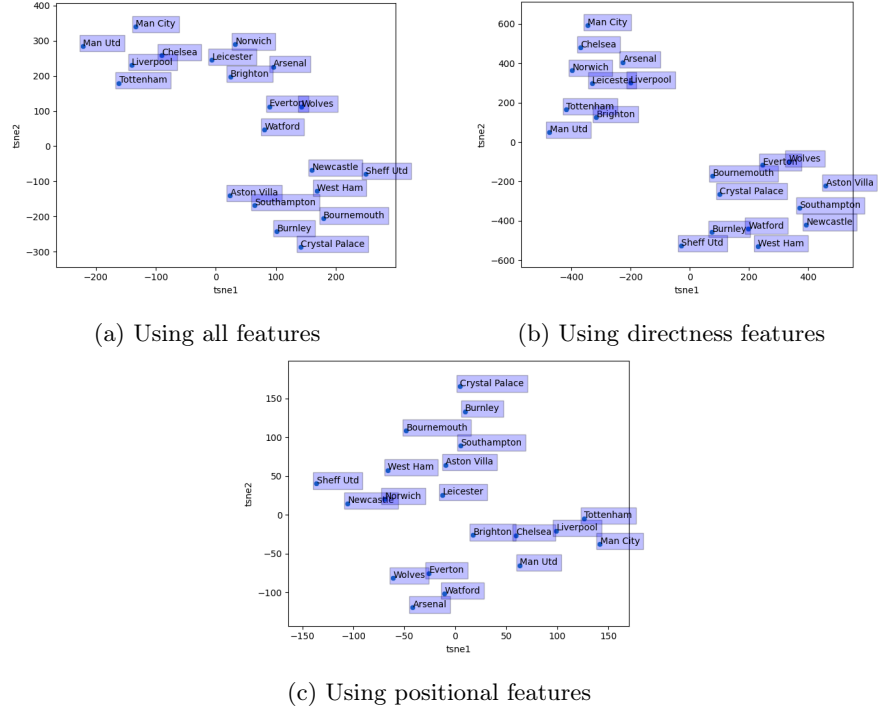 400
300
200
100
0
−100
−200
−300
tsne2
Man City
Man Utd
Norwich
Chelsea
Leicester
Liverpool
Arsenal
Tottenham
Brighton
Everton
Wolves
Watford
Newcastle
Sheff Utd
Aston Villa
West Ham
Southampton
Bournemouth
Burnley
Crystal Palace
−200
−100
0
100
200
tsne1
(a) Using all features
600
400
200
0
−200
−400
−600
tsne2
Man City
Chelsea
Arsenal
Norwich
Leicester
Liverpool
Tottenham
Brighton
Man Utd
Everton
Wolves
Bournemouth
Aston Villa
Crystal Palace
Southampton
Newcastle
Burnley
Watford
Sheff Utd
West Ham
−400
−200
0
200
400
tsne1
(b) Using directness features
150
100
50
0
−50
−100
tsne2
Crystal Palace
Burnley
Bournemouth
Southampton
West Ham
Aston Villa
Sheff Utd
Newcastle
Norwich
Leicester
Tottenham
Brighton
Chelsea
Liverpool
Man City
Man Utd
Wolves
Everton
Watford
Arsenal
−150
−100
−50
0
50
100
150
tsne1
(c) Using positional features